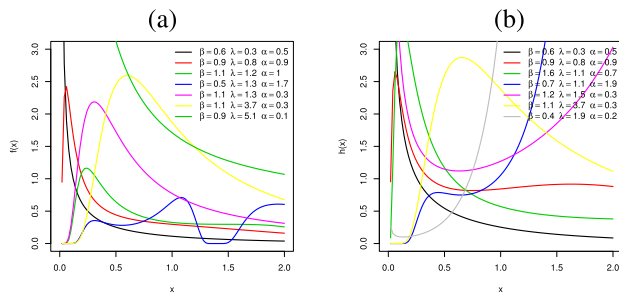 (a)
β=0.6 λ=0.3 α=0.5
β=0.9 λ=0.8 α=0.9
β=1.1 λ=1.2 α=1
β=0.5 λ=1.3 α=1.7
β=1.1 λ=1.3 α=0.3
β=1.1 λ=3.7 α=0.3
β=0.9 λ=5.1 α=0.1
f(x)
0.0 0.5 1.0 1.5 2.0 2.5 3.0
0.0 0.5 1.0 1.5 2.0
x
(b)
β=0.6 λ=0.3 α=0.5
β=0.9 λ=0.8 α=0.9
β=1.6 λ=1.1 α=0.7
β=0.7 λ=1.1 α=1.9
β=1.2 λ=1.5 α=0.3
β=1.1 λ=3.7 α=0.3
β=0.4 λ=1.9 α=0.2
h(x)
0.0 0.5 1.0 1.5 2.0 2.5 3.0
0.0 0.5 1.0 1.5 2.0
x